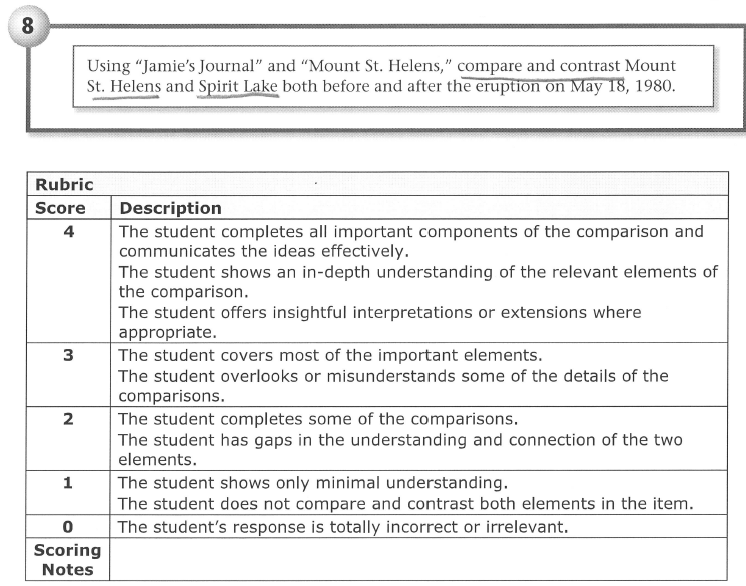 8
Using “Jamie’s Journal” and “Mount St. Helens,” compare and contrast Mount
St. Helens and Spirit Lake both before and after the eruption on May 18, 1980.
Rubric
Score Description
4 The student completes all important components of the comparison and
communicates the ideas effectively.
The student shows an in-depth understanding of the relevant elements of
the comparison.
The student offers insightful interpretations or extensions where
appropriate.
3 The student covers most of the important elements.
The student overlooks or misunderstands some of the details of the
comparisons.
2 The student completes some of the comparisons.
The student has gaps in the understanding and connection of the two
elements.
1 The student shows only minimal understanding.
The student does not compare and contrast both elements in the item.
0 The student’s response is totally incorrect or irrelevant.
Scoring
Notes